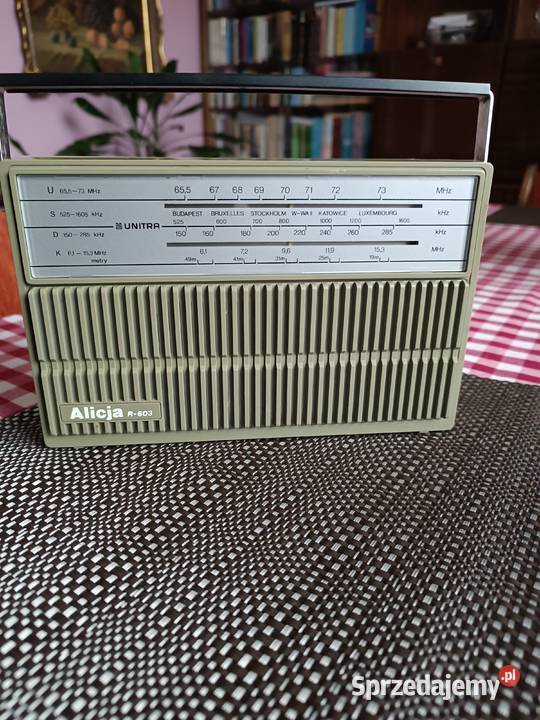 U 65,5–73 MHz 65,5 67 68 69 70 71 72 73 MHz
S 525–1605 kHz BUDAPEST BRUXELLES STOCKHOLM W-WA II KATOWICE LUXEMBOURG kHz
525 600 700 800 1000 1200 1605
UNITRA
D 150–285 kHz 150 160 180 200 220 240 260 285 kHz
K 6,1–15,3 MHz 6,1 7,2 9,6 11,9 15,3 MHz
metry 49m 41m 31m 25m 19m
Alicja R-603
Sprzedajemy.pl